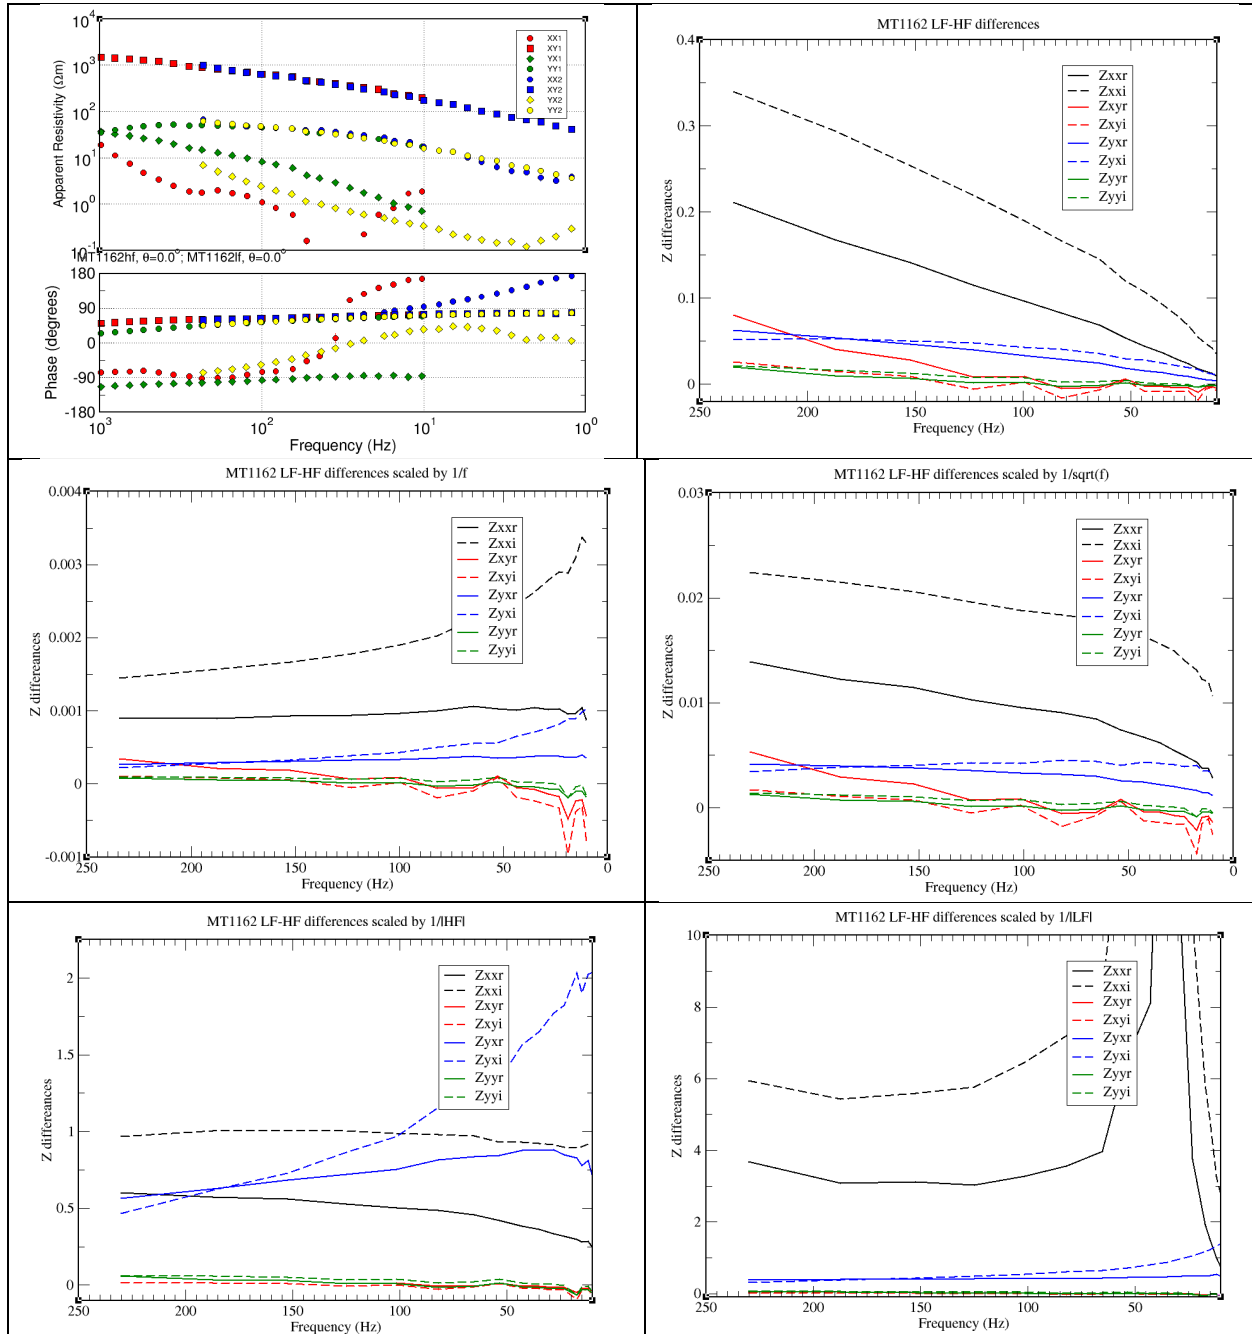 10^4
10^3
10^2
10^1
10^0
10^-1
Apparent Resistivity (Ωm)
XX1
XY1
YX1
YY1
XX2
XY2
YX2
YY2
MT1162hf, θ=0.0°; MT1162lf, θ=0.0°
180
90
0
-90
-180
Phase (degrees)
10^3 10^2 10^1 10^0
Frequency (Hz)
MT1162 LF-HF differences
0.4
0.3
0.2
0.1
0
Z differeances
Zxxr
Zxxi
Zxyr
Zxyi
Zyxr
Zyxi
Zyyr
Zyyi
250 200 150 100 50
Frequency (Hz)
MT1162 LF-HF differences scaled by 1/f
0.004
0.003
0.002
0.001
0
-0.001
Z differeances
Zxxr
Zxxi
Zxyr
Zxyi
Zyxr
Zyxi
Zyyr
Zyyi
250 200 150 100 50 0
Frequency (Hz)
MT1162 LF-HF differences scaled by 1/sqrt(f)
0.03
0.02
0.01
0
Z differeances
Zxxr
Zxxi
Zxyr
Zxyi
Zyxr
Zyxi
Zyyr
Zyyi
250 200 150 100 50 0
Frequency (Hz)
MT1162 LF-HF differences scaled by 1/|HF|
2
1.5
1
0.5
0
Z differeances
Zxxr
Zxxi
Zxyr
Zxyi
Zyxr
Zyxi
Zyyr
Zyyi
250 200 150 100 50
Frequency (Hz)
MT1162 LF-HF differences scaled by 1/|LF|
10
8
6
4
2
0
Z differeances
Zxxr
Zxxi
Zxyr
Zxyi
Zyxr
Zyxi
Zyyr
Zyyi
250 200 150 100 50
Frequency (Hz)